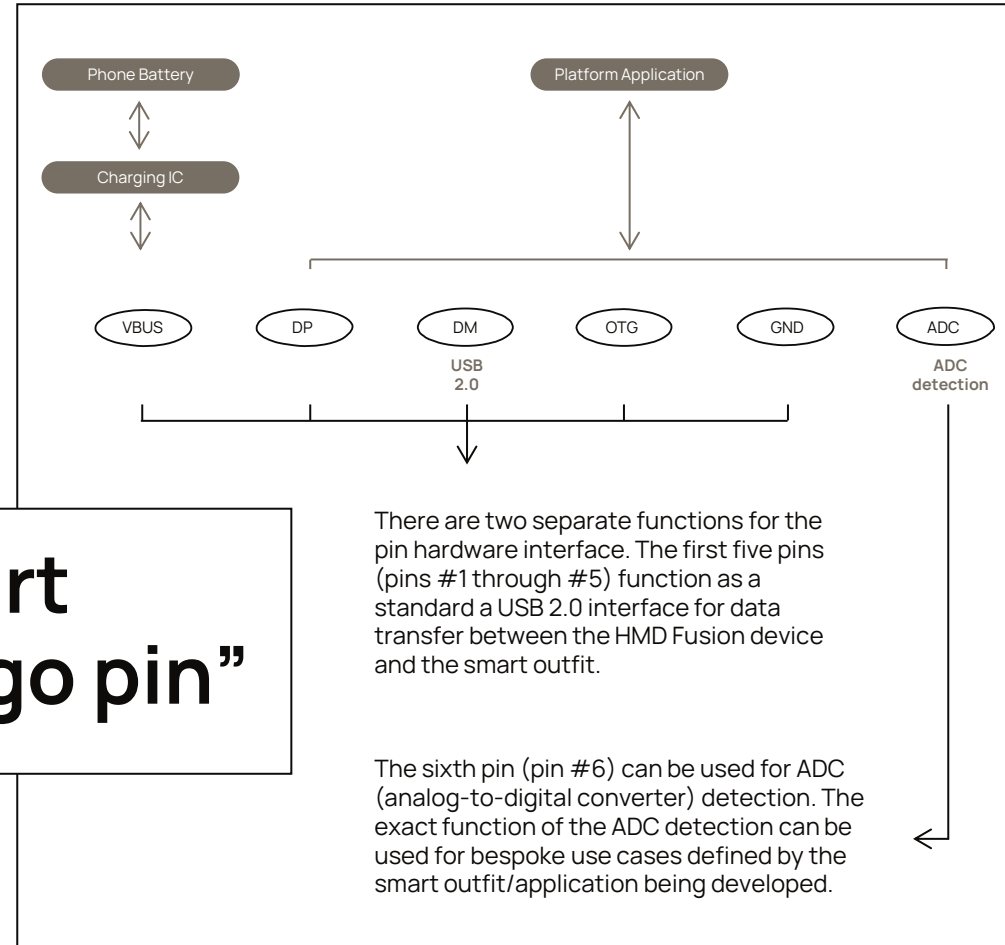 Phone Battery
Platform Application
Charging IC
VBUS
DP
DM
OTG
GND
ADC
USB
2.0
ADC
detection
There are two separate functions for the
pin hardware interface. The first five pins
(pins #1 through #5) function as a
standard a USB 2.0 interface for data
transfer between the HMD Fusion device
and the smart outfit.
rt
go pin”
The sixth pin (pin #6) can be used for ADC
(analog-to-digital converter) detection. The
exact function of the ADC detection can be
used for bespoke use cases defined by the
smart outfit/application being developed.